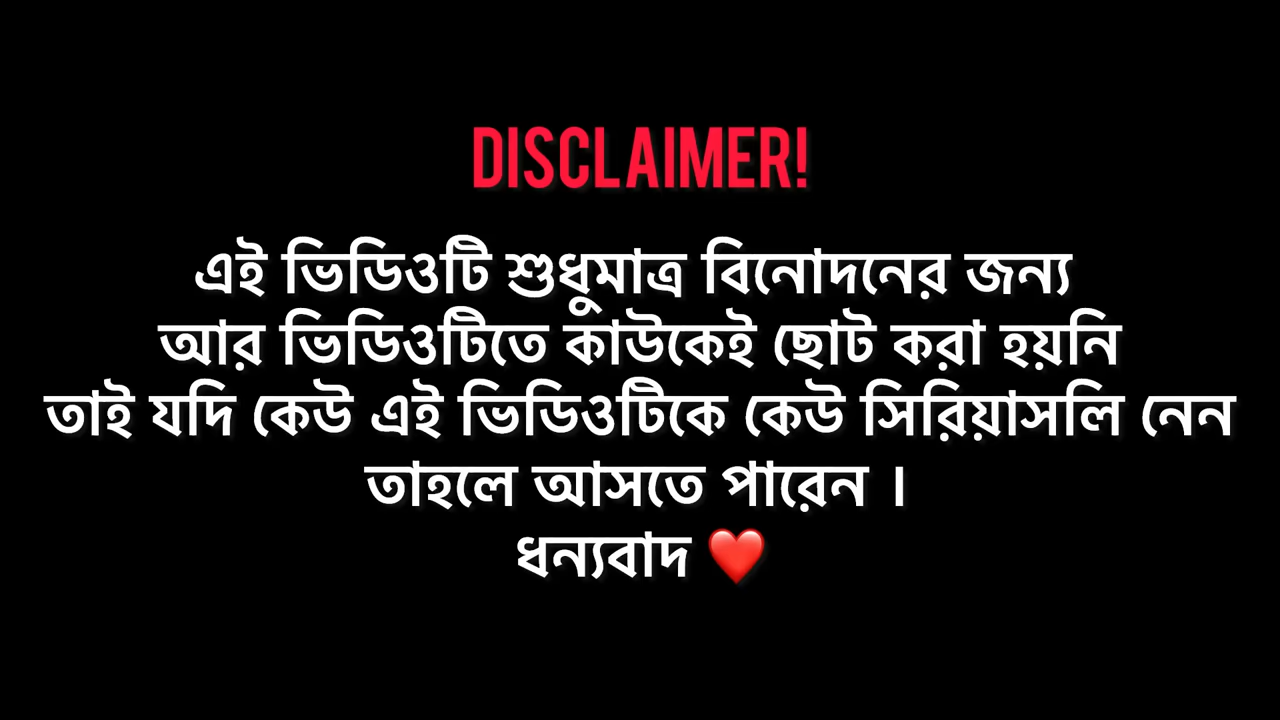 DISCLAIMER!
এই ভিডিওটি শুধুমাত্র বিনোদনের জন্য
আর ভিডিওটিতে কাউকেই ছোট করা হয়নি
তাই যদি কেউ এই ভিডিওটিকে কেউ সিরিয়াসলি নেন
তাহলে আসতে পারেন ।
ধন্যবাদ ❤️